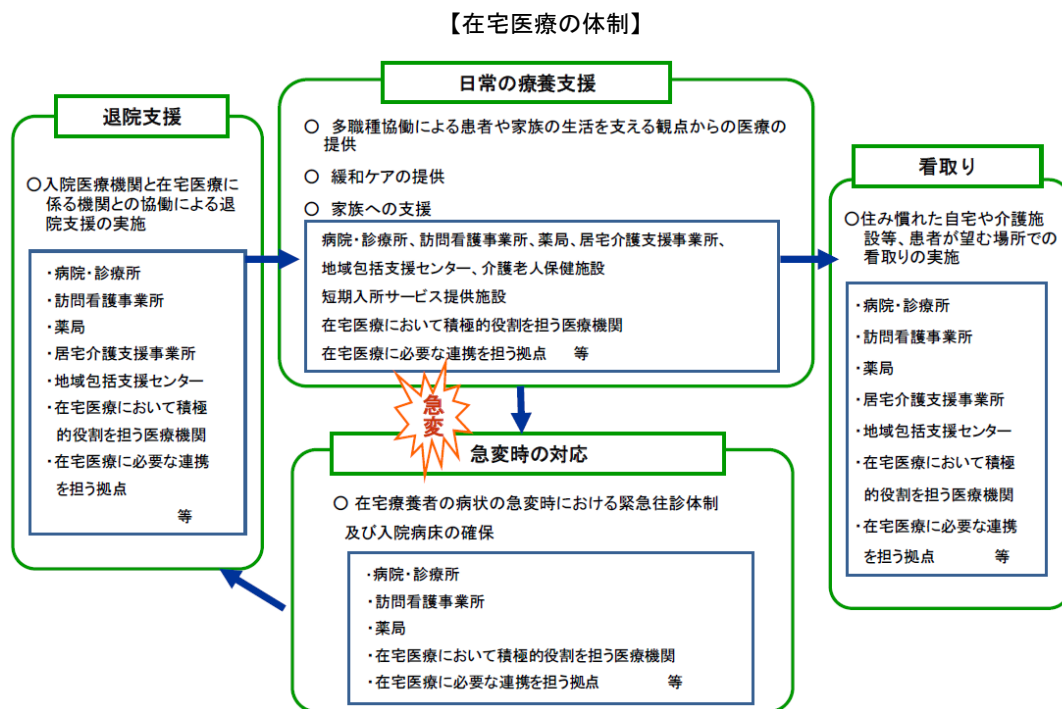 【在宅医療の体制】
退院支援
○入院医療機関と在宅医療に
係る機関との協働による退
院支援の実施
・病院・診療所
・訪問看護事業所
・薬局
・居宅介護支援事業所
・地域包括支援センター
・在宅医療において積極
的役割を担う医療機関
・在宅医療に必要な連携
を担う拠点
等
日常の療養支援
○ 多職種協働による患者や家族の生活を支える観点からの医療の
提供
○ 緩和ケアの提供
○ 家族への支援
病院・診療所、訪問看護事業所、薬局、居宅介護支援事業所、
地域包括支援センター、介護老人保健施設
短期入所サービス提供施設
在宅医療において積極的役割を担う医療機関
在宅医療に必要な連携を担う拠点 等
急変
急変時の対応
○ 在宅療養者の病状の急変時における緊急往診体制
及び入院病床の確保
・病院・診療所
・訪問看護事業所
・薬局
・在宅医療において積極的役割を担う医療機関
・在宅医療に必要な連携を担う拠点 等
看取り
○住み慣れた自宅や介護施
設等、患者が望む場所での
看取りの実施
・病院・診療所
・訪問看護事業所
・薬局
・居宅介護支援事業所
・地域包括支援センター
・在宅医療において積極
的役割を担う医療機関
・在宅医療に必要な連携
を担う拠点 等